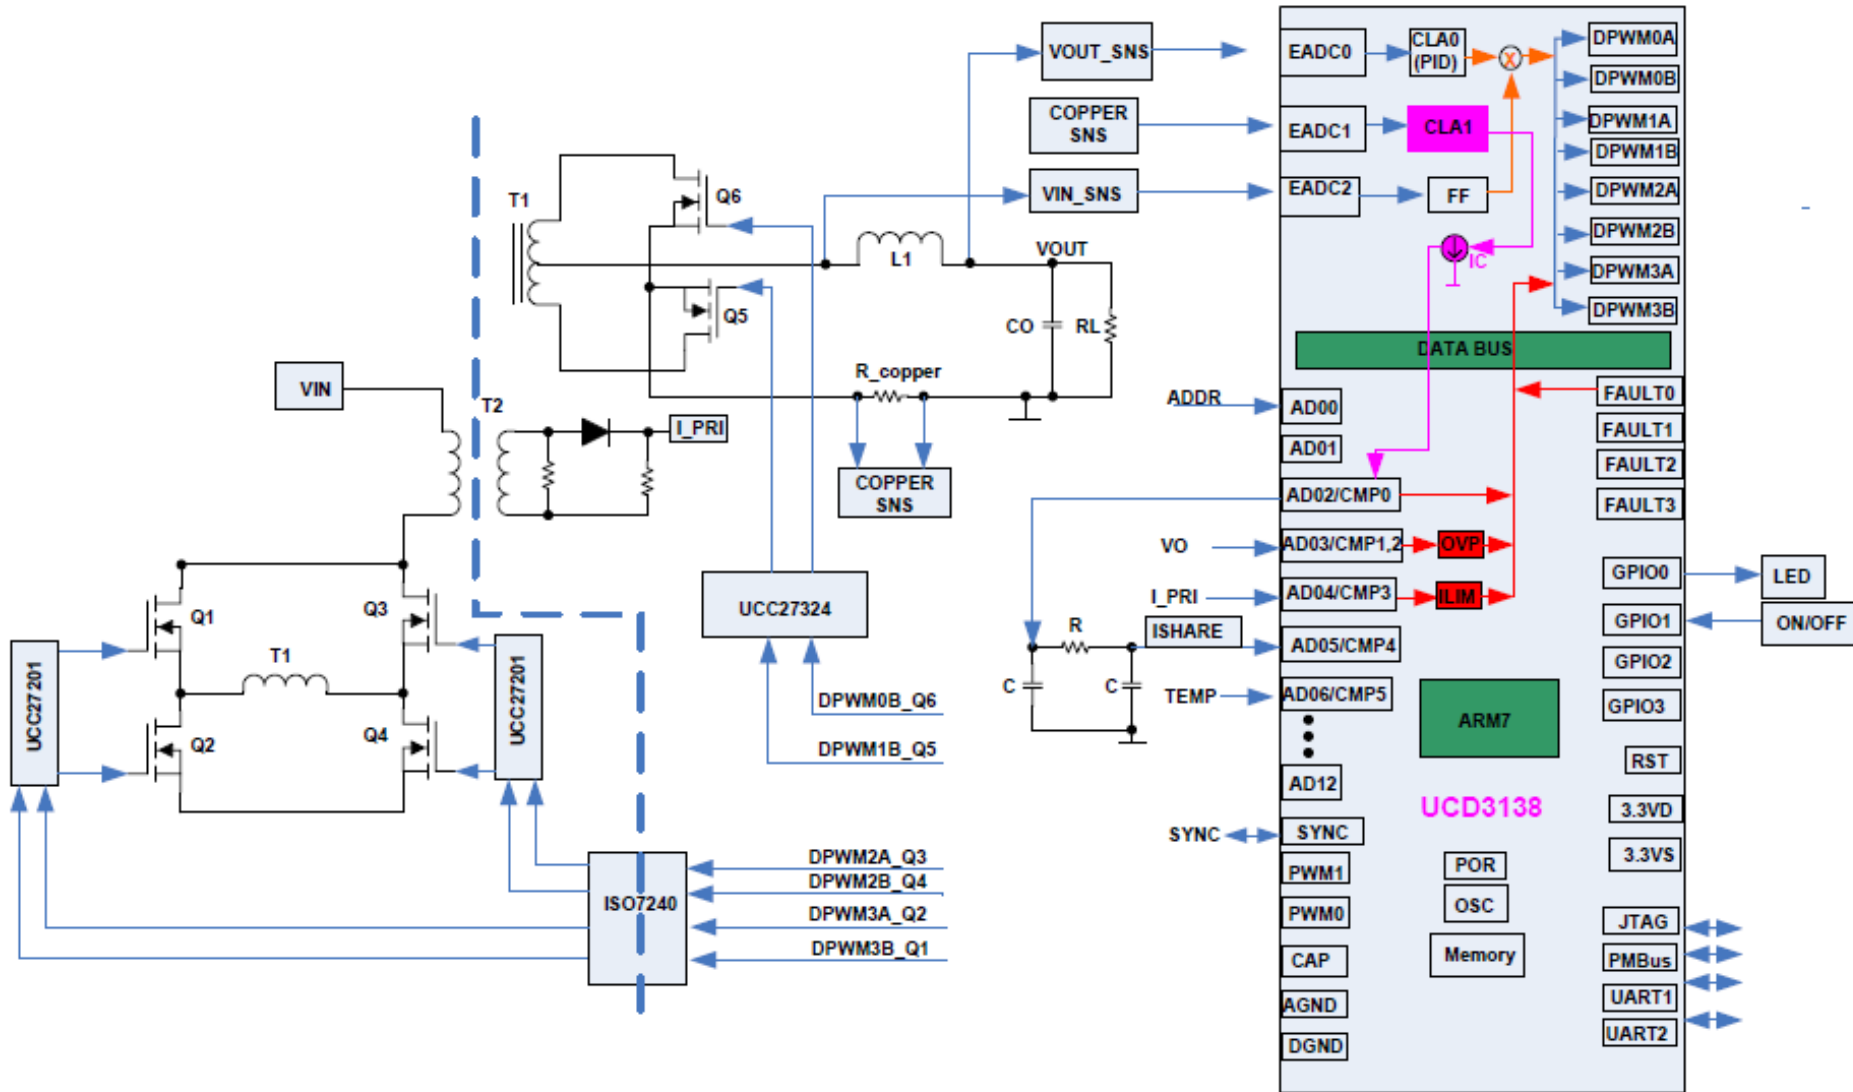 VOUT_SNS
COPPER
SNS
VIN_SNS
T1
Q6
Q5
L1
VOUT
CO
RL
R_copper
COPPER
SNS
VIN
T2
I_PRI
UCC27324
DPWM0B_Q6
DPWM1B_Q5
Q1
Q3
T1
Q2
Q4
UCC27201
UCC27201
ISO7240
DPWM2A_Q3
DPWM2B_Q4
DPWM3A_Q2
DPWM3B_Q1
ADDR
VO
I_PRI
R
ISHARE
C
C
TEMP
SYNC
EADC0
CLA0
(PID)
X
EADC1
CLA1
EADC2
FF
IC
DPWM0A
DPWM0B
DPWM1A
DPWM1B
DPWM2A
DPWM2B
DPWM3A
DPWM3B
DATA BUS
AD00
AD01
AD02/CMP0
AD03/CMP1,2
OVP
AD04/CMP3
ILIM
AD05/CMP4
AD06/CMP5
AD12
SYNC
PWM1
PWM0
CAP
AGND
DGND
FAULT0
FAULT1
FAULT2
FAULT3
GPIO0
GPIO1
GPIO2
GPIO3
LED
ON/OFF
ARM7
UCD3138
RST
3.3VD
3.3VS
POR
OSC
Memory
JTAG
PMBus
UART1
UART2